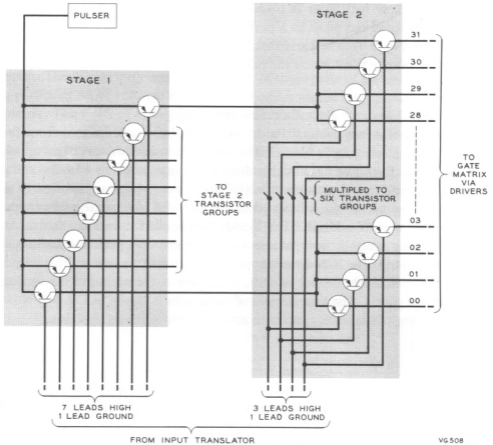 PULSER
STAGE 2
STAGE 1
31
30
29
28
TO
STAGE 2
TRANSISTOR
GROUPS
MULTIPLED TO
SIX TRANSISTOR
GROUPS
TO
GATE
MATRIX
VIA
DRIVERS
03
02
01
00
7 LEADS HIGH
1 LEAD GROUND
3 LEADS HIGH
1 LEAD GROUND
FROM INPUT TRANSLATOR
VG508